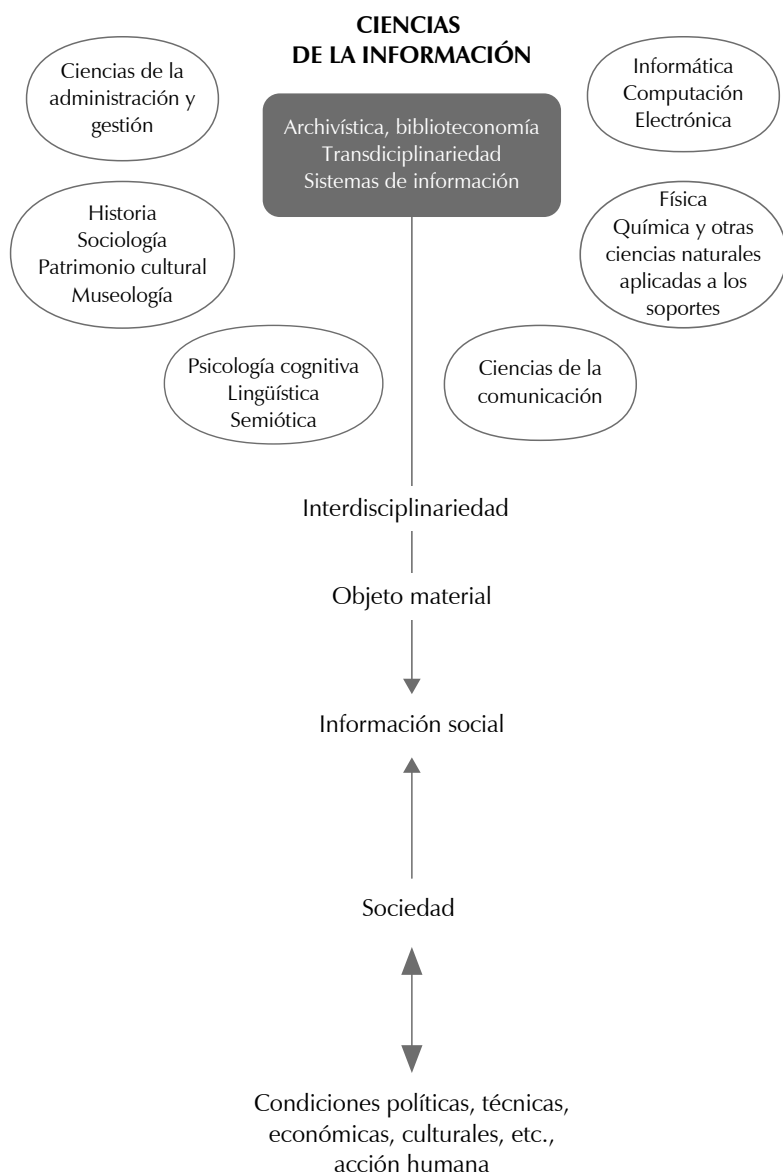 CIENCIAS
DE LA INFORMACIÓN
Ciencias de la
administración y
gestión
Archivística, biblioteconomía
Transdiciplinariedad
Sistemas de información
Informática
Computación
Electrónica
Historia
Sociología
Patrimonio cultural
Museología
Física
Química y otras
ciencias naturales
aplicadas a los
soportes
Psicología cognitiva
Lingüística
Semiótica
Ciencias de la
comunicación
Interdisciplinariedad
Objeto material
Información social
Sociedad
Condiciones políticas, técnicas,
económicas, culturales, etc.,
acción humana